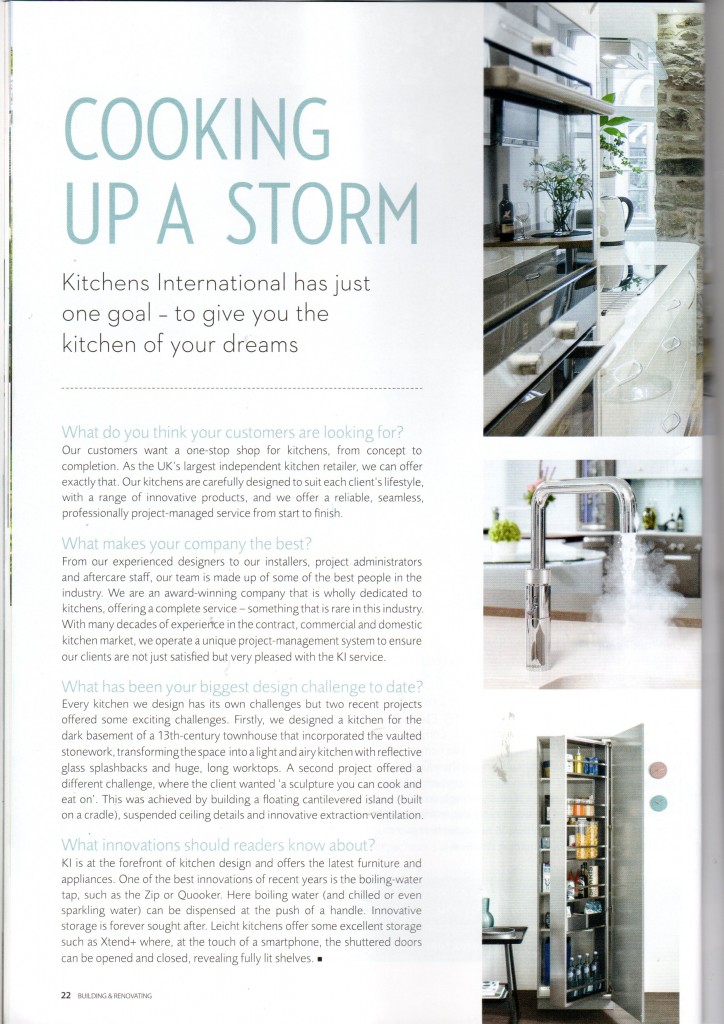 COOKING
UP A STORM
Kitchens International has just
one goal – to give you the
kitchen of your dreams
What do you think your customers are looking for?
Our customers want a one-stop shop for kitchens, from concept to
completion. As the UK's largest independent kitchen retailer, we can offer
exactly that. Our kitchens are carefully designed to suit each client's lifestyle,
with a range of innovative products, and we offer a reliable, seamless,
professionally project-managed service from start to finish.
What makes your company the best?
From our experienced designers to our installers, project administrators
and aftercare staff, our team is made up of some of the best people in the
industry. We are an award-winning company that is wholly dedicated to
kitchens, offering a complete service – something that is rare in this industry.
With many decades of experience in the contract, commercial and domestic
kitchen market, we operate a unique project-management system to ensure
our clients are not just satisfied but very pleased with the KI service.
What has been your biggest design challenge to date?
Every kitchen we design has its own challenges but two recent projects
offered some exciting challenges. Firstly, we designed a kitchen for the
dark basement of a 13th-century townhouse that incorporated the vaulted
stonework, transforming the space into a light and airy kitchen with reflective
glass splashbacks and huge, long worktops. A second project offered a
different challenge, where the client wanted 'a sculpture you can cook and
eat on'. This was achieved by building a floating cantilevered island (built
on a cradle), suspended ceiling details and innovative extraction ventilation.
What innovations should readers know about?
KI is at the forefront of kitchen design and offers the latest furniture and
appliances. One of the best innovations of recent years is the boiling-water
tap, such as the Zip or Quooker. Here boiling water (and chilled or even
sparkling water) can be dispensed at the push of a handle. Innovative
storage is forever sought after. Leicht kitchens offer some excellent storage
such as Xtend+ where, at the touch of a smartphone, the shuttered doors
can be opened and closed, revealing fully lit shelves. ■
22 BUILDING & RENOVATING